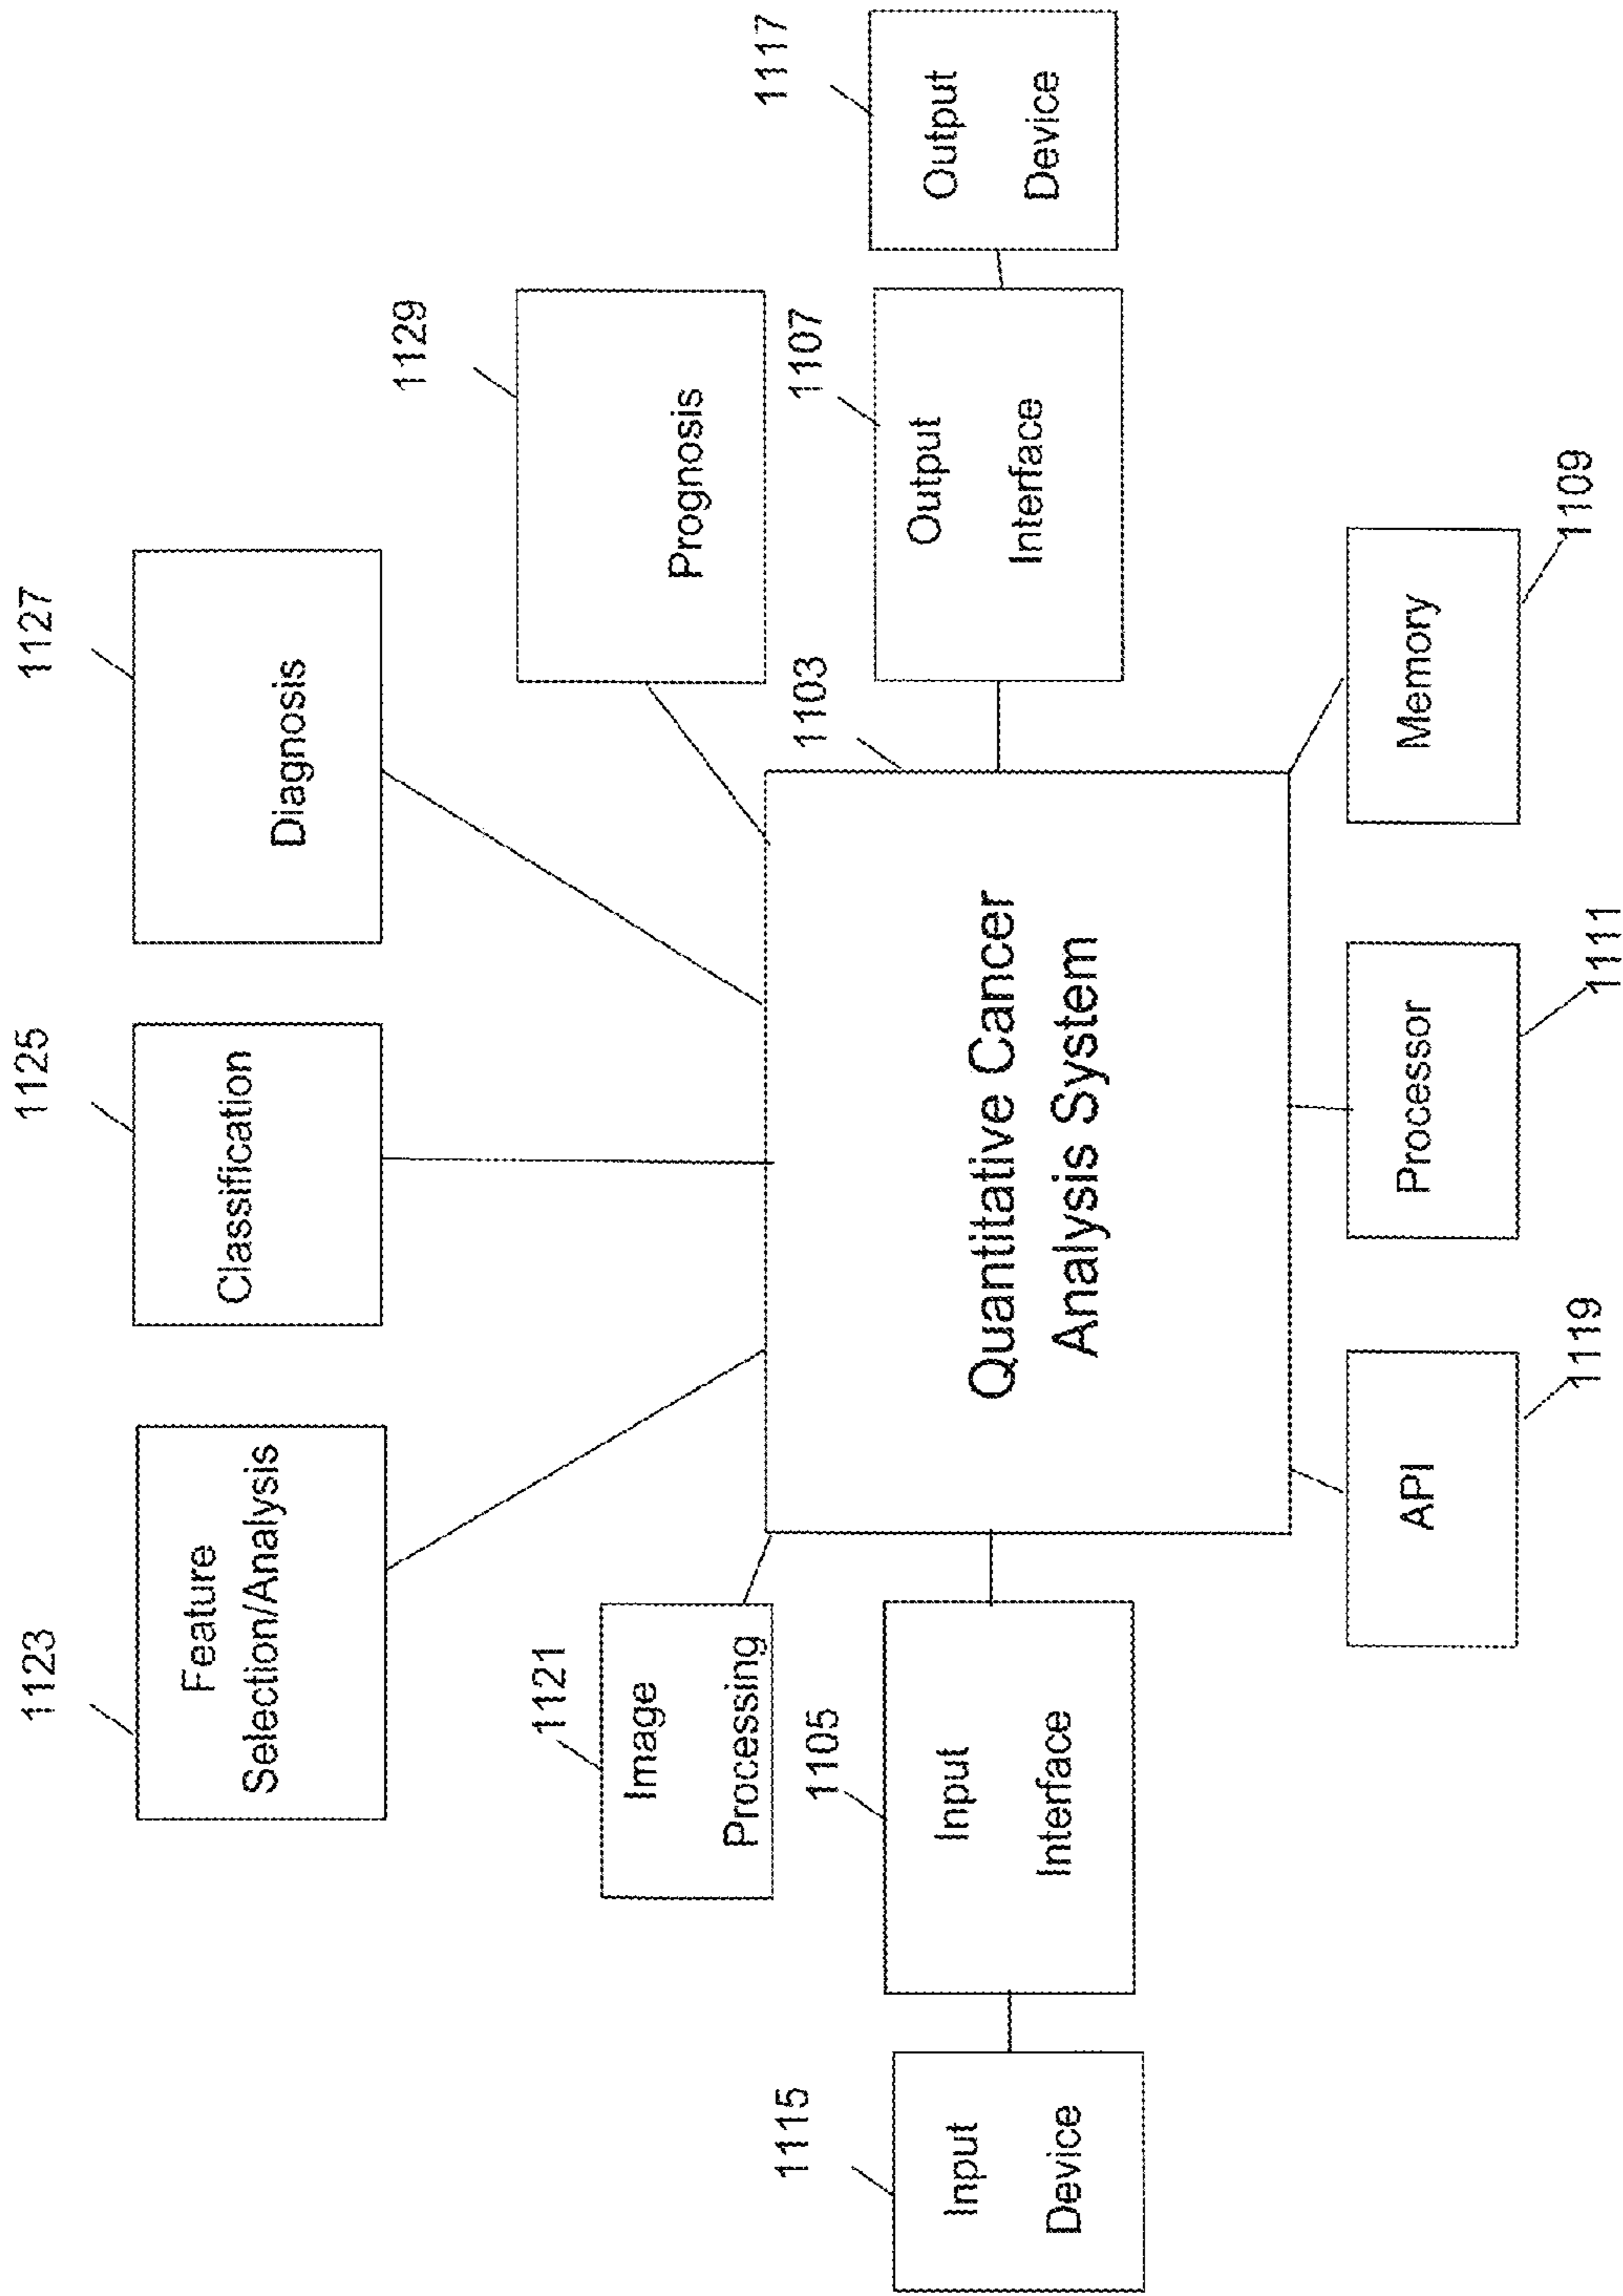 1123
Feature
Selection/Analysis
1125
Classification
1127
Diagnosis
1121
Image
Processing
1129
Prognosis
1115
Input
Device
1105
Input
Interface
1103
Quantitative Cancer
Analysis System
1107
Output
Interface
1117
Output
Device
API
1119
Processor
1111
Memory
1109